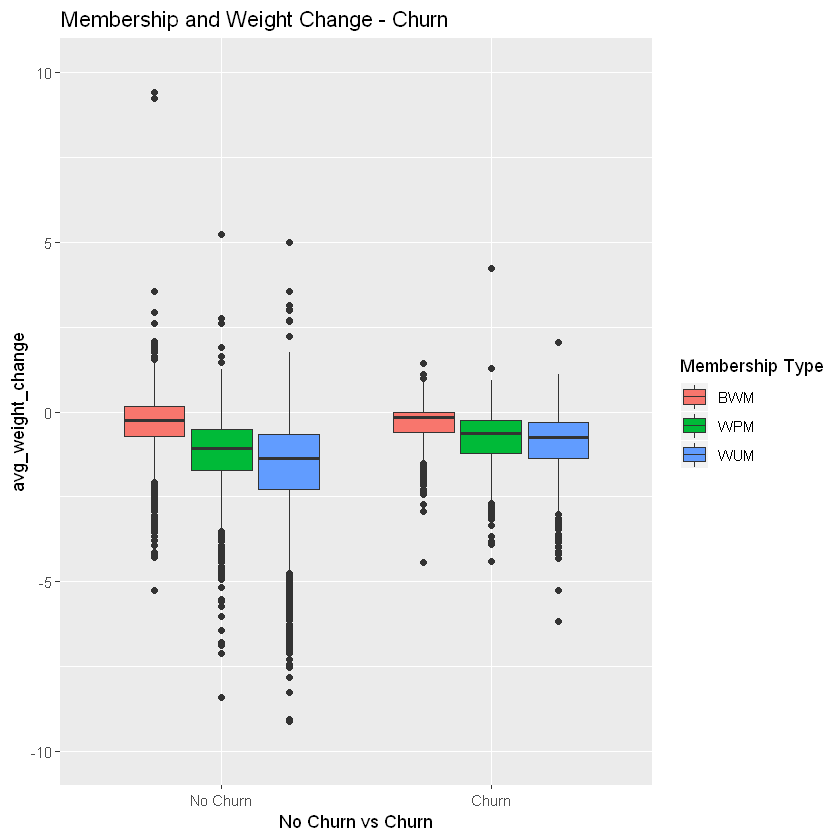 Membership and Weight Change - Churn
10
5
0
-5
-10
avg_weight_change
No Churn
Churn
No Churn vs Churn
Membership Type
BWM
WPM
WUM